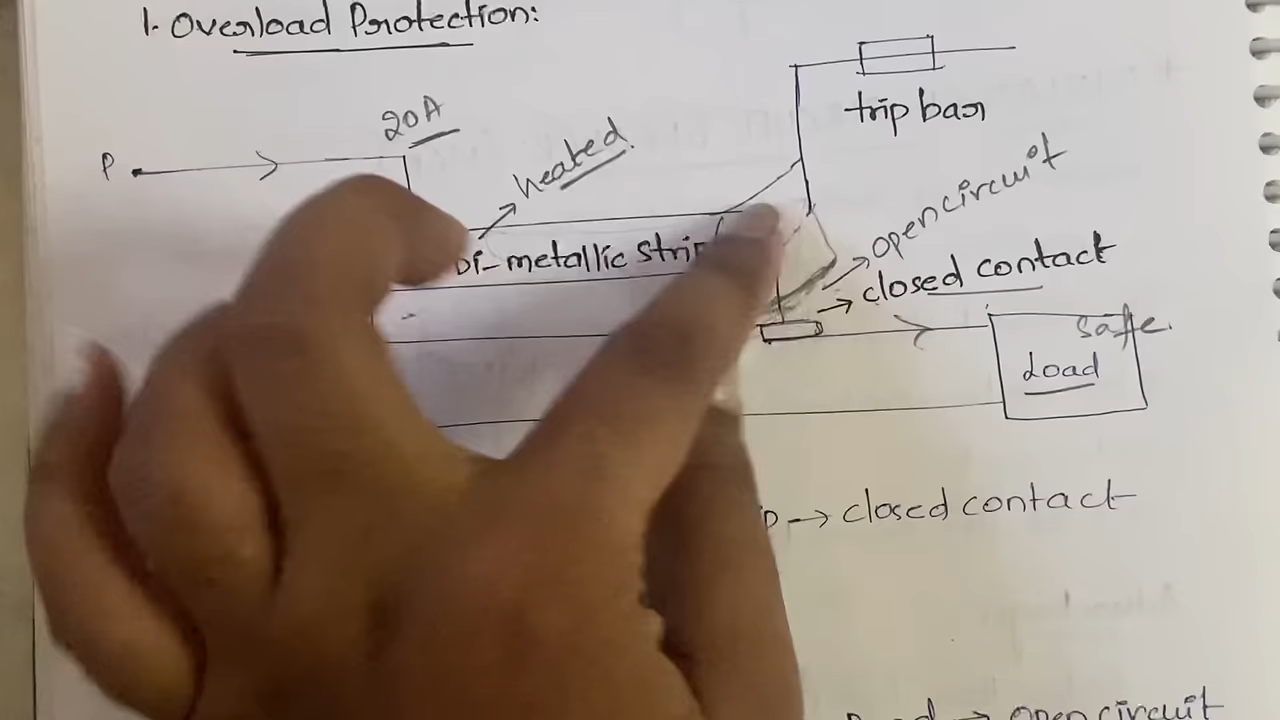 1. Overload Protection:
20A
P
heated.
trip bar
open circuit
bi-metallic strip
closed contact
safe.
Load
→ closed contact
→ open circuit